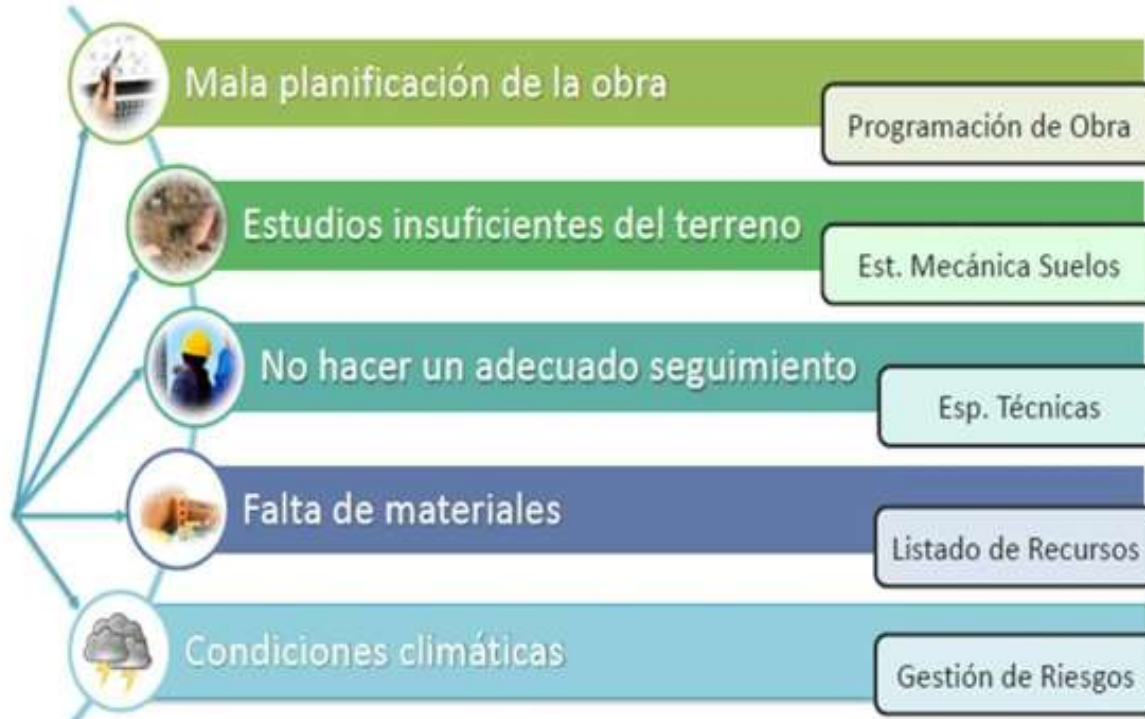 Mala planificación de la obra
Programación de Obra
Estudios insuficientes del terreno
Est. Mecánica Suelos
No hacer un adecuado seguimiento
Esp. Técnicas
Falta de materiales
Listado de Recursos
Condiciones climáticas
Gestión de Riesgos